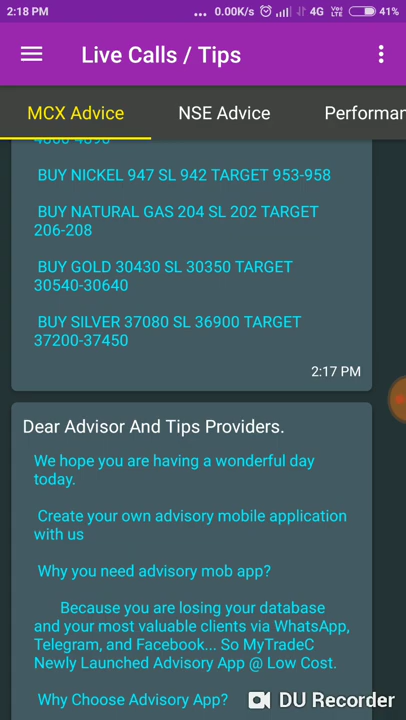 2:18 PM ... 0.00K/s 4G Vo LTE 41%
Live Calls / Tips
MCX Advice NSE Advice Performan
4060-4090
BUY NICKEL 947 SL 942 TARGET 953-958
BUY NATURAL GAS 204 SL 202 TARGET
206-208
BUY GOLD 30430 SL 30350 TARGET
30540-30640
BUY SILVER 37080 SL 36900 TARGET
37200-37450
2:17 PM
Dear Advisor And Tips Providers.
We hope you are having a wonderful day
today.
Create your own advisory mobile application
with us
Why you need advisory mob app?
Because you are losing your database
and your most valuable clients via WhatsApp,
Telegram, and Facebook... So MyTradeC
Newly Launched Advisory App @ Low Cost.
Why Choose Advisory App?
DU Recorder